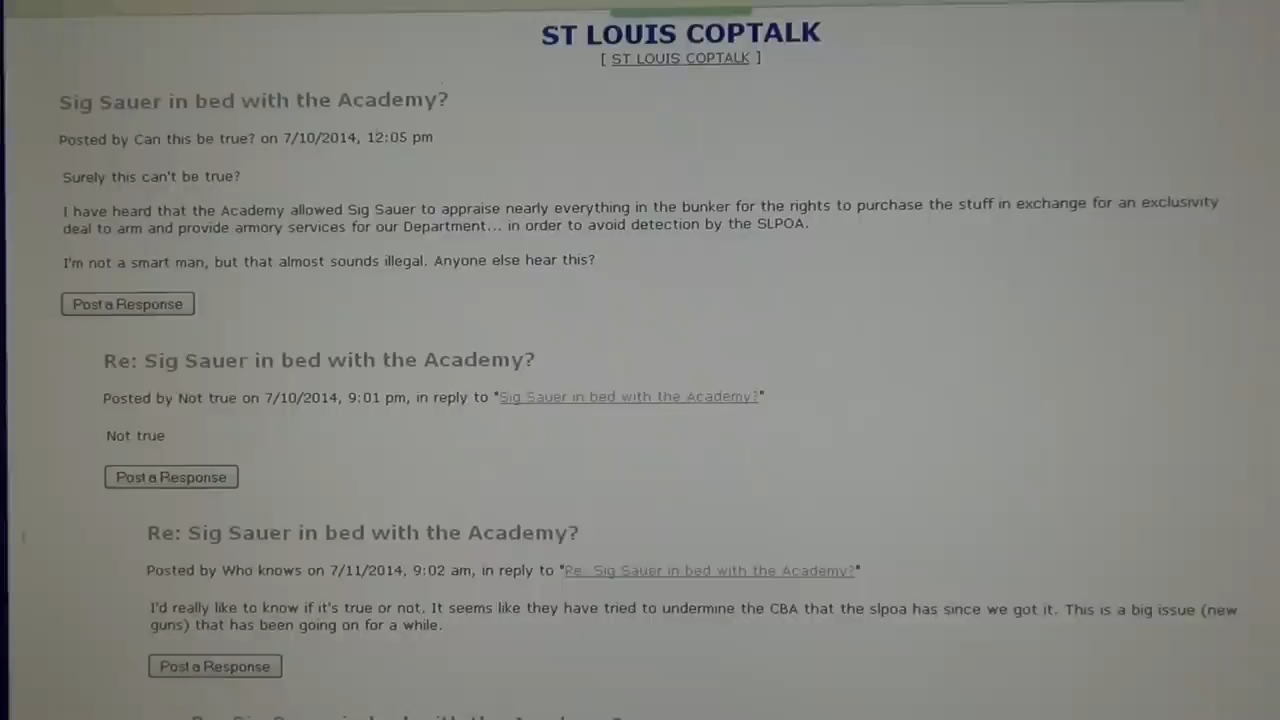 ST LOUIS COPTALK
[ ST LOUIS COPTALK ]
Sig Sauer in bed with the Academy?
Posted by Can this be true? on 7/10/2014, 12:05 pm
Surely this can't be true?
I have heard that the Academy allowed Sig Sauer to appraise nearly everything in the bunker for the rights to purchase the stuff in exchange for an exclusivity
deal to arm and provide armory services for our Department... in order to avoid detection by the SLPOA.
I'm not a smart man, but that almost sounds illegal. Anyone else hear this?
Post a Response
Re: Sig Sauer in bed with the Academy?
Posted by Not true on 7/10/2014, 9:01 pm, in reply to "Sig Sauer in bed with the Academy?"
Not true
Post a Response
Re: Sig Sauer in bed with the Academy?
Posted by Who knows on 7/11/2014, 9:02 am, in reply to "Re: Sig Sauer in bed with the Academy?"
I'd really like to know if it's true or not. It seems like they have tried to undermine the CBA that the slpoa has since we got it. This is a big issue (new
guns) that has been going on for a while.
Post a Response